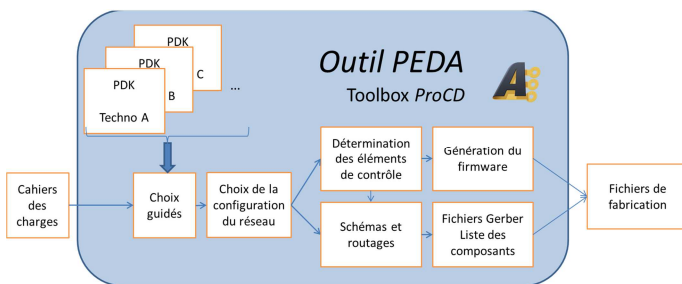 PDK
PDK
C
PDK
B
Techno A
...
Outil PEDA
Toolbox ProCD
Cahiers
des
charges
Choix
guidés
Choix de la
configuration
du réseau
Détermination
des éléments
de contrôle
Génération du
firmware
Schémas et
routages
Fichiers Gerber
Liste des
composants
Fichiers de
fabrication